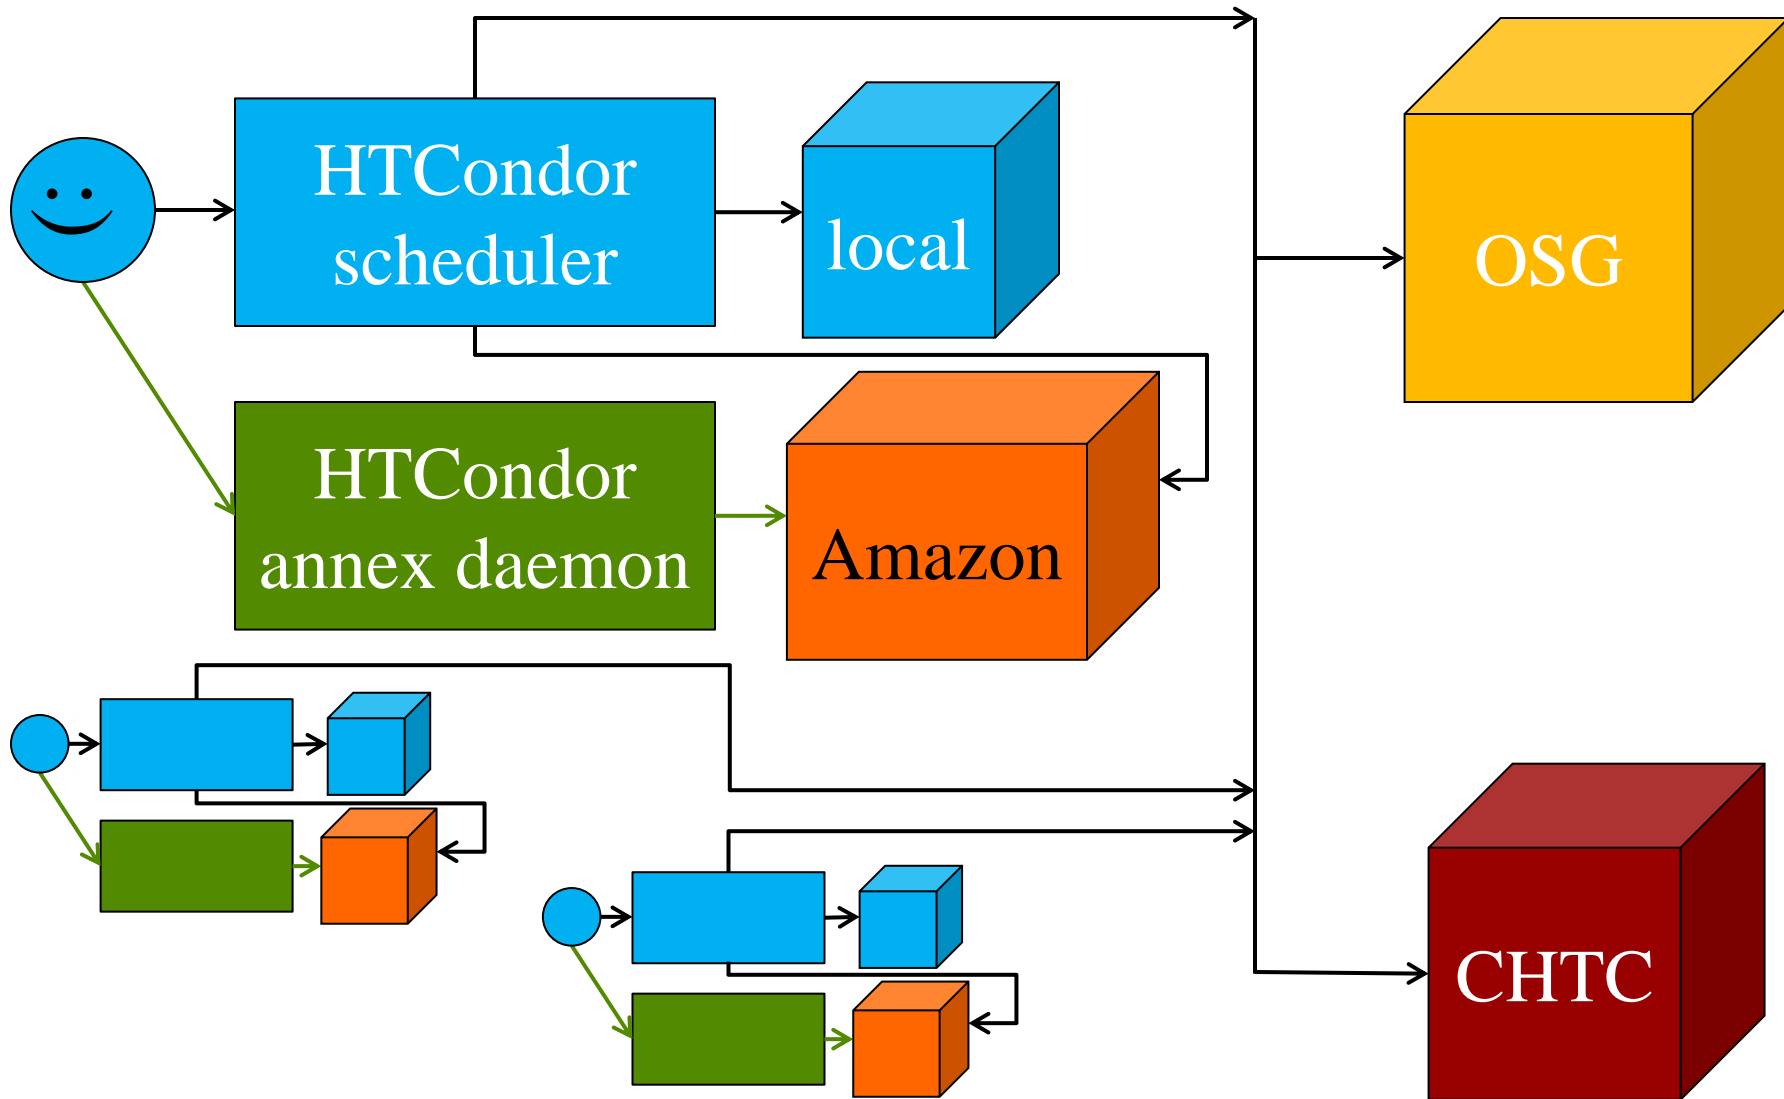 HTCondor
scheduler
local
OSG
HTCondor
annex daemon
Amazon
CHTC